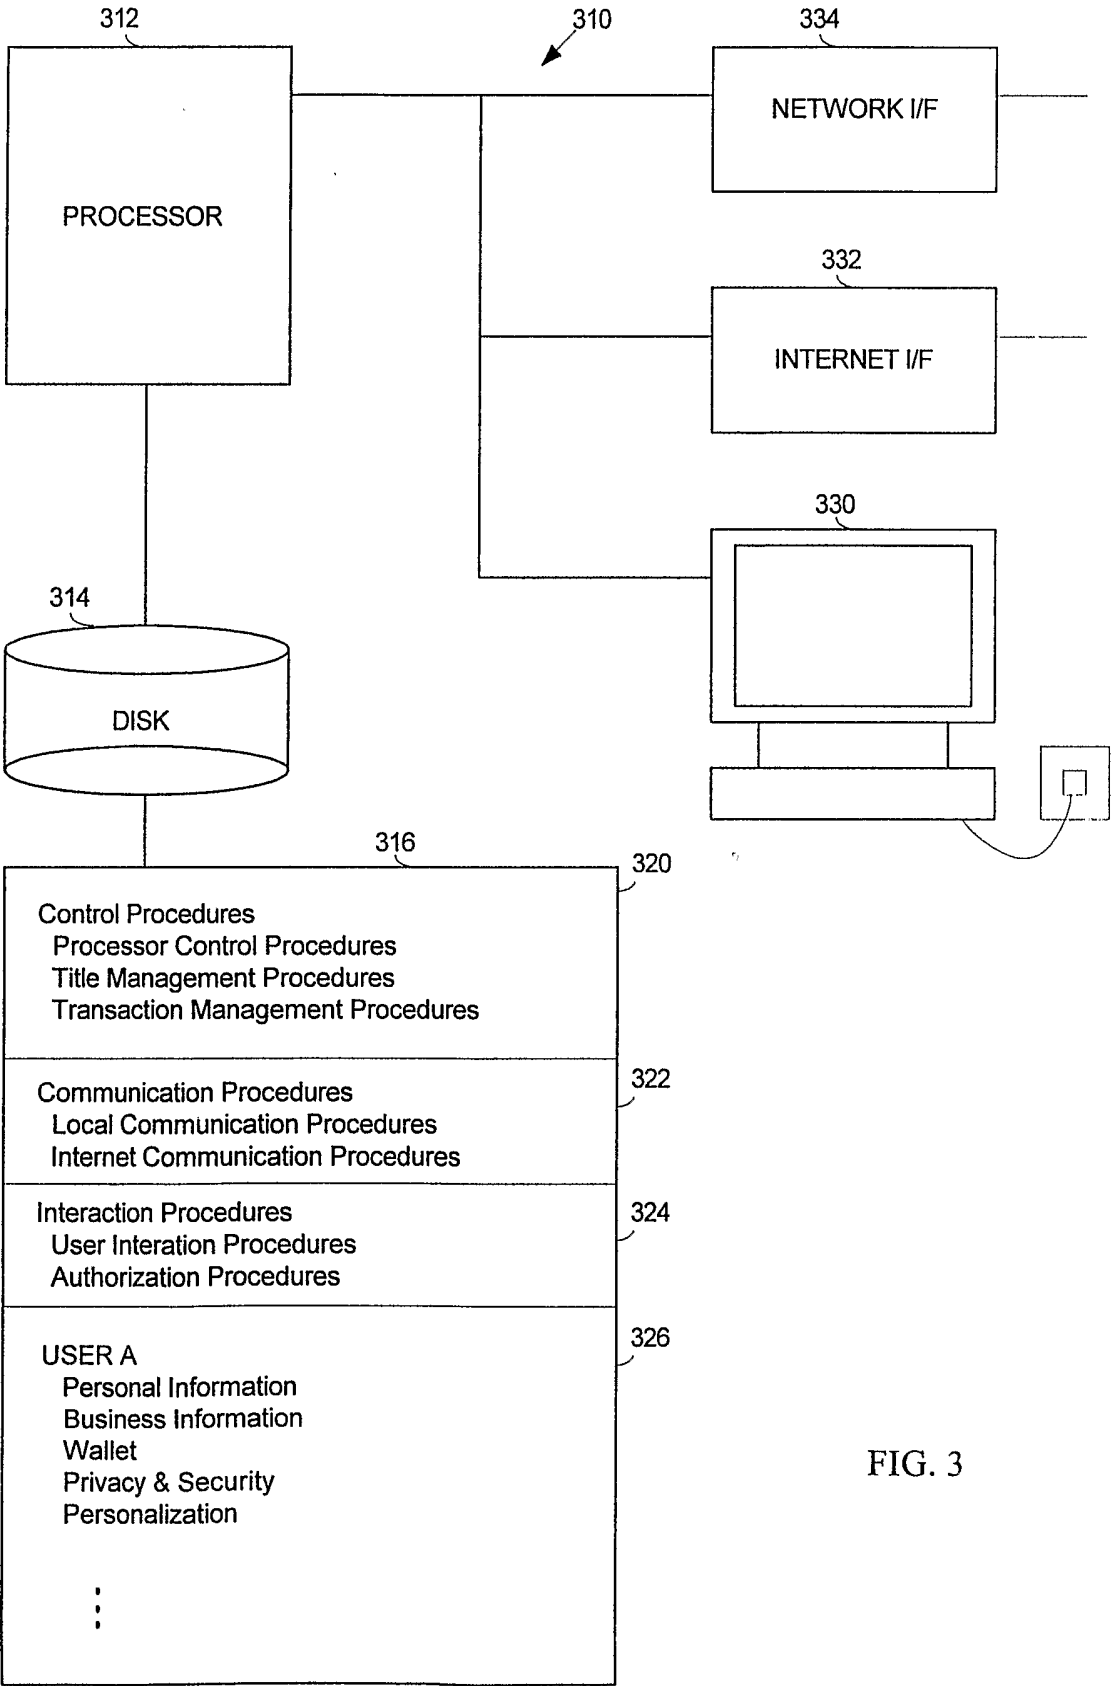 312
310
334
PROCESSOR
NETWORK I/F
332
INTERNET I/F
330
314
DISK
316
320
Control Procedures
Processor Control Procedures
Title Management Procedures
Transaction Management Procedures
322
Communication Procedures
Local Communication Procedures
Internet Communication Procedures
324
Interaction Procedures
User Interation Procedures
Authorization Procedures
326
USER A
Personal Information
Business Information
Wallet
Privacy & Security
Personalization
FIG. 3